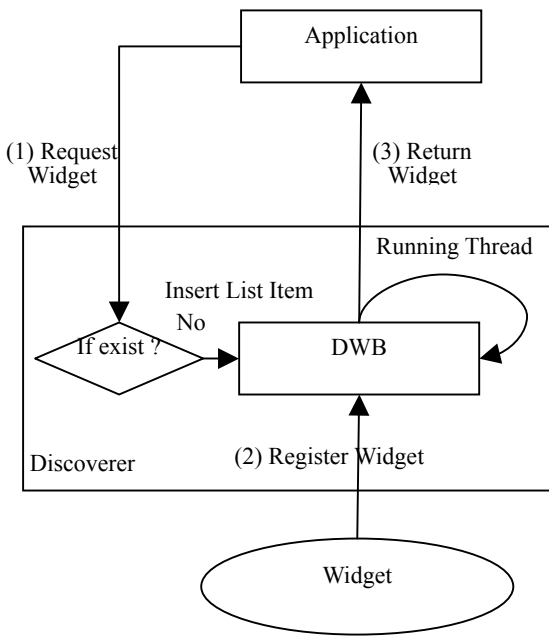 Application
(1) Request
Widget
(3) Return
Widget
Running Thread
Insert List Item
No
If exist ?
DWB
Discoverer
(2) Register Widget
Widget